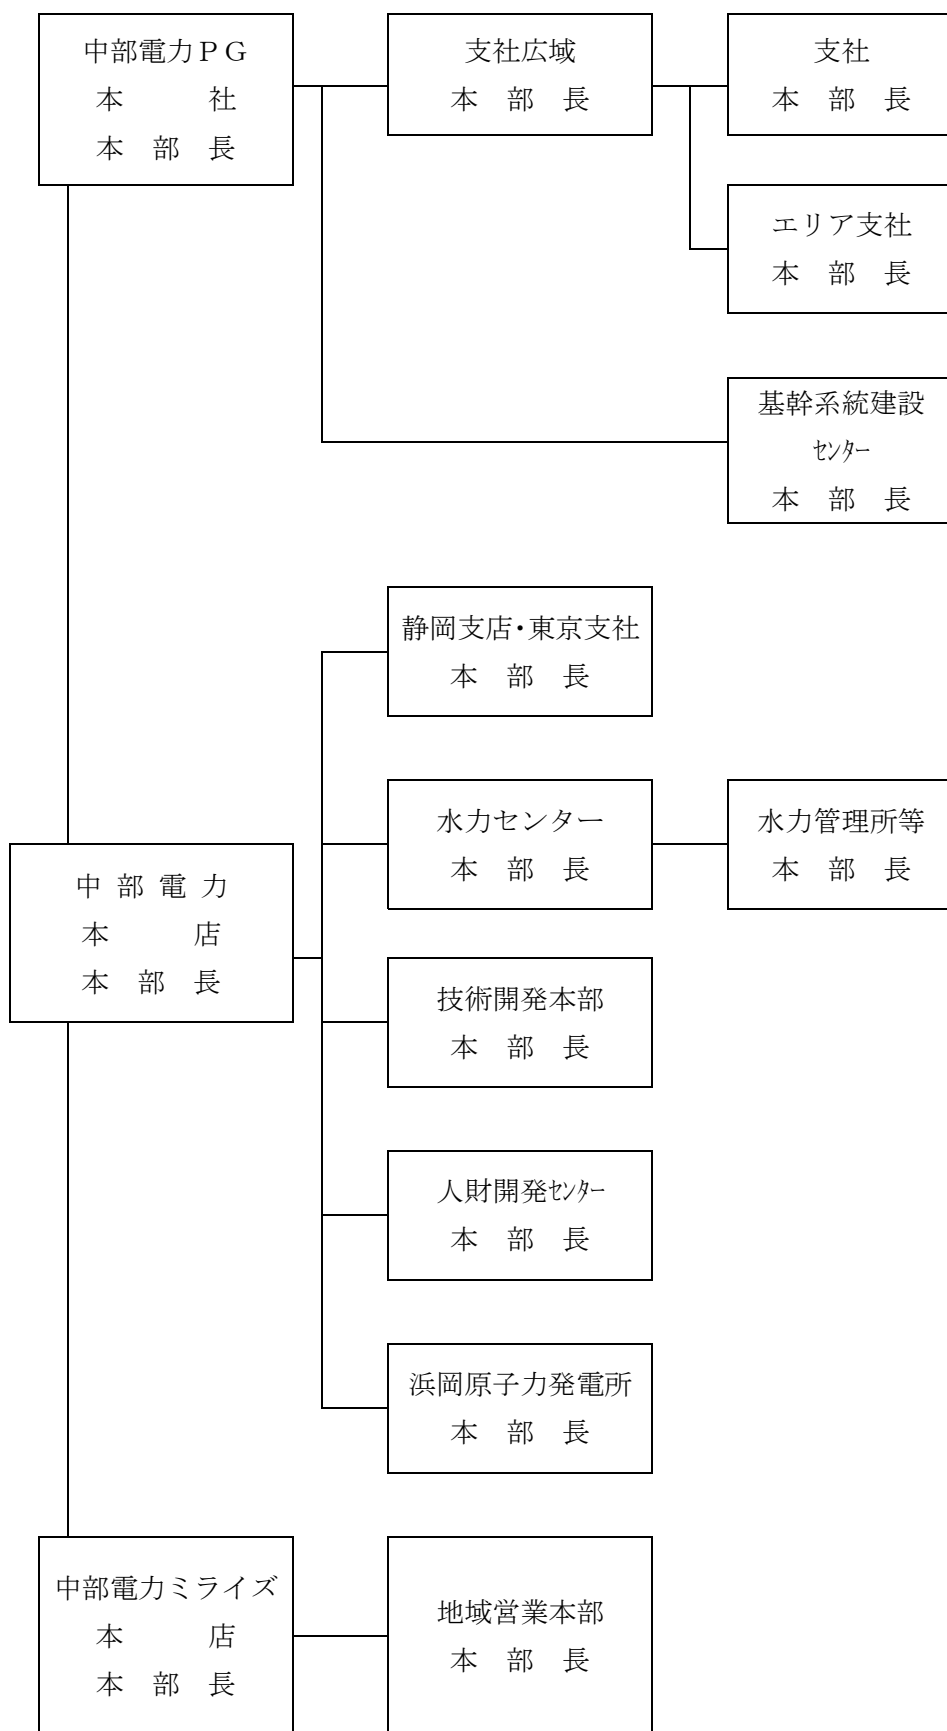 中部電力ＰＧ
本　　　社
本　部　長
支社広域
本　部　長
支社
本　部　長
エリア支社
本　部　長
基幹系統建設
ｾﾝﾀｰ
本　部　長
静岡支店・東京支社
本　部　長
水力センター
本　部　長
水力管理所等
本　部　長
中 部 電 力
本　　　店
本　部　長
技術開発本部
本　部　長
人財開発ｾﾝﾀｰ
本　部　長
浜岡原子力発電所
本　部　長
中部電力ミライズ
本　　　店
本　部　長
地域営業本部
本　部　長